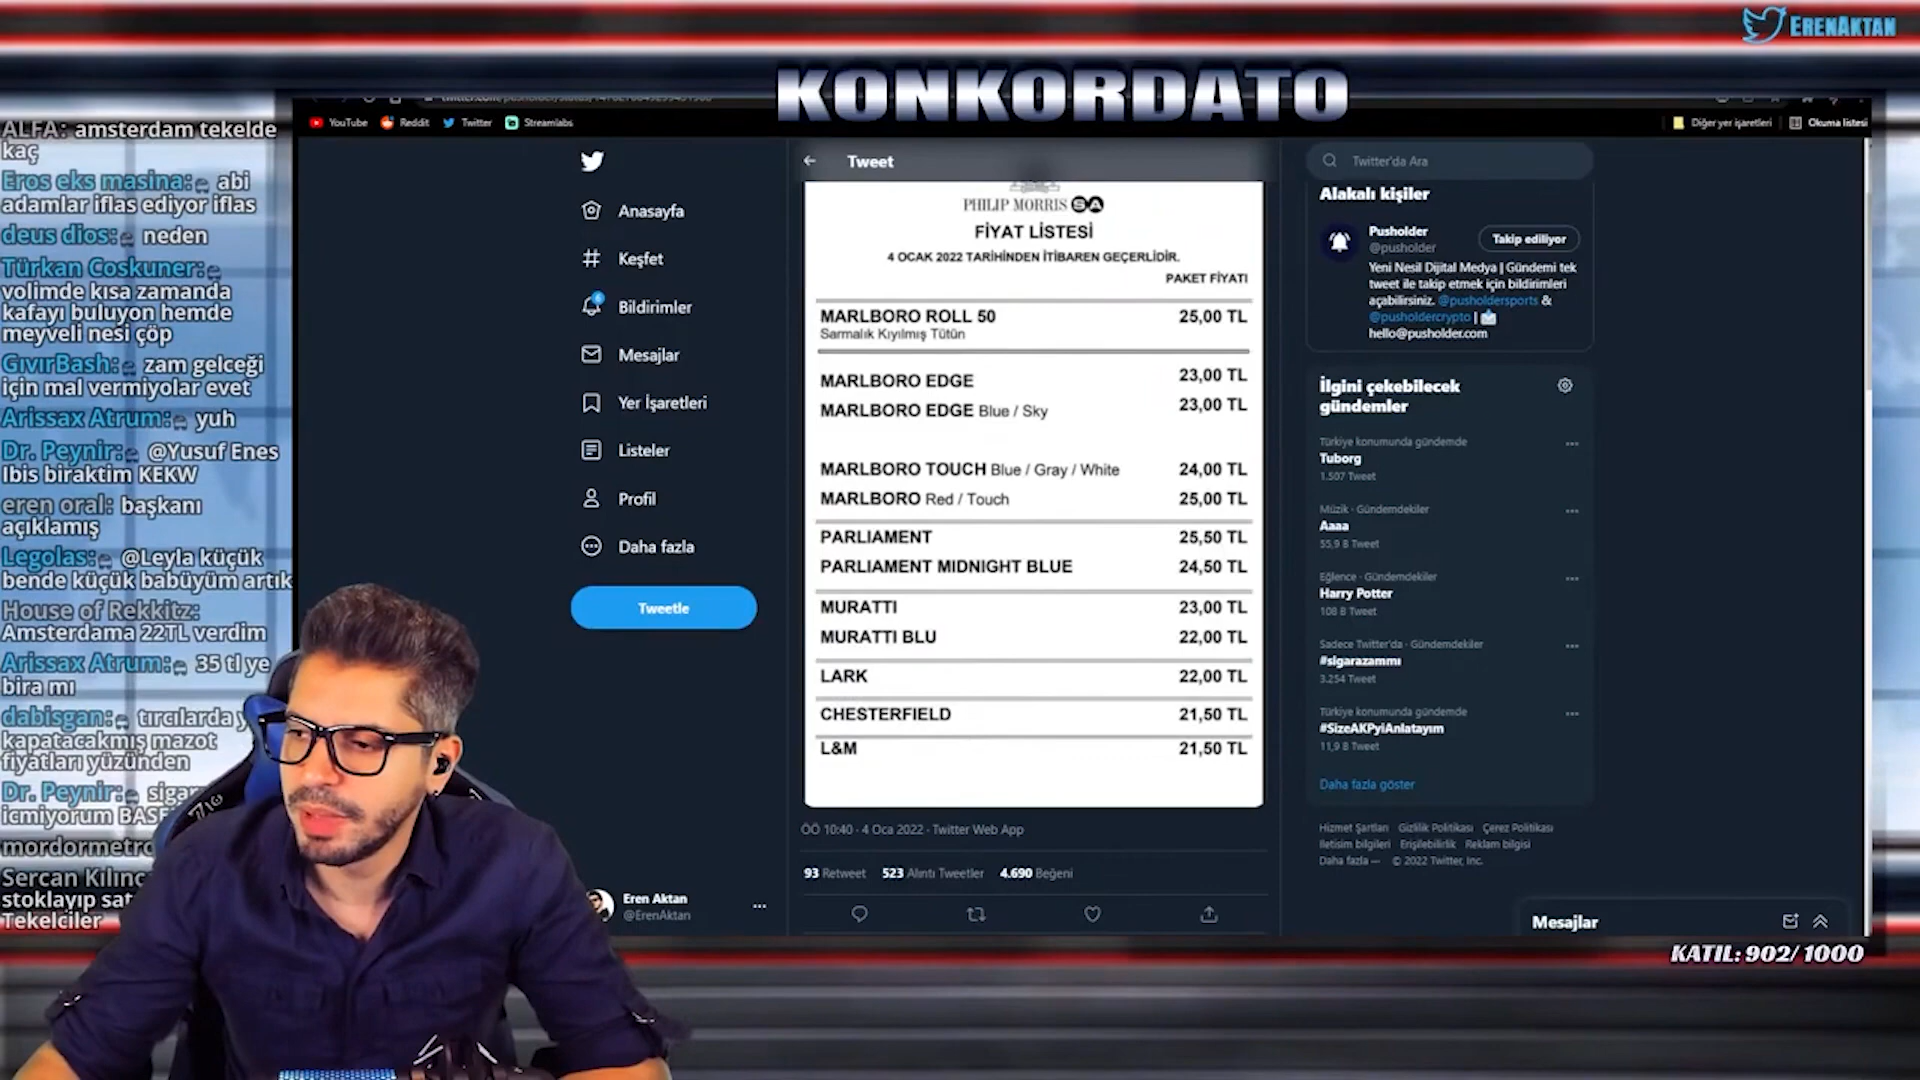 ERENAKTAN
KONKORDATO
YouTube
Reddit
Twitter
Streamlabs
Diğer yer işaretleri
Okuma listesi
ALFA: amsterdam tekelde
kaç
Eros eks masina: abi
adamlar iflas ediyor iflas
deus dios: neden
Türkan Coskuner:
volimde kısa zamanda
kafayı buluyon hemde
meyveli nesi çöp
GıvırBash: zam gelceği
için mal vermiyolar evet
Arissax Atrum: yuh
Dr. Peynir: @Yusuf Enes
Ibis biraktim KEKW
eren oral: başkanı
açıklamış
Legolas: @Leyla küçük
bende küçük babüyüm artık
House of Rekkitz:
Amsterdama 22TL verdim
Arissax Atrum: 35 tl ye
bira mı
dabisgan: tırcılarda y
kapatacakmış mazot
fiyatları yüzünden
Dr. Peynir: sigar
icmiyorum BASE
mordormetro
Sercan Kılınç
stoklayıp sat
Tekelciler
Anasayfa
Keşfet
6
Bildirimler
Mesajlar
Yer İşaretleri
Listeler
Profil
Daha fazla
Tweetle
Eren Aktan
@ErenAktan
Tweet
PHILIP MORRIS SA
FİYAT LİSTESİ
4 OCAK 2022 TARİHİNDEN İTİBAREN GEÇERLİDİR.
PAKET FİYATI
MARLBORO ROLL 50 25,00 TL
Sarmalık Kıyılmış Tütün
MARLBORO EDGE 23,00 TL
MARLBORO EDGE Blue / Sky 23,00 TL
MARLBORO TOUCH Blue / Gray / White 24,00 TL
MARLBORO Red / Touch 25,00 TL
PARLIAMENT 25,50 TL
PARLIAMENT MIDNIGHT BLUE 24,50 TL
MURATTI 23,00 TL
MURATTI BLU 22,00 TL
LARK 22,00 TL
CHESTERFIELD 21,50 TL
L&M 21,50 TL
ÖÖ 10:40 · 4 Oca 2022 · Twitter Web App
93 Retweet 523 Alıntı Tweetler 4.690 Beğeni
Twitter'da Ara
Alakalı kişiler
Pusholder
@pusholder
Takip ediliyor
Yeni Nesil Dijital Medya | Gündemi tek
tweet ile takip etmek için bildirimleri
açabilirsiniz. @pusholdersports &
@pusholdercrypto |
hello@pusholder.com
İlgini çekebilecek
gündemler
Türkiye konumunda gündemde
Tuborg
1.507 Tweet
Müzik · Gündemdekiler
Aaaa
55,9 B Tweet
Eğlence · Gündemdekiler
Harry Potter
108 B Tweet
Sadece Twitter'da · Gündemdekiler
#sigarazammı
3.254 Tweet
Türkiye konumunda gündemde
#SizeAKPyiAnlatayım
11,9 B Tweet
Daha fazla göster
Hizmet Şartları Gizlilik Politikası Çerez Politikası
İletisim bilgileri Erişilebilirlik Reklam bilgisi
Daha fazla ··· © 2022 Twitter, Inc.
Mesajlar
KATIL: 902/ 1000